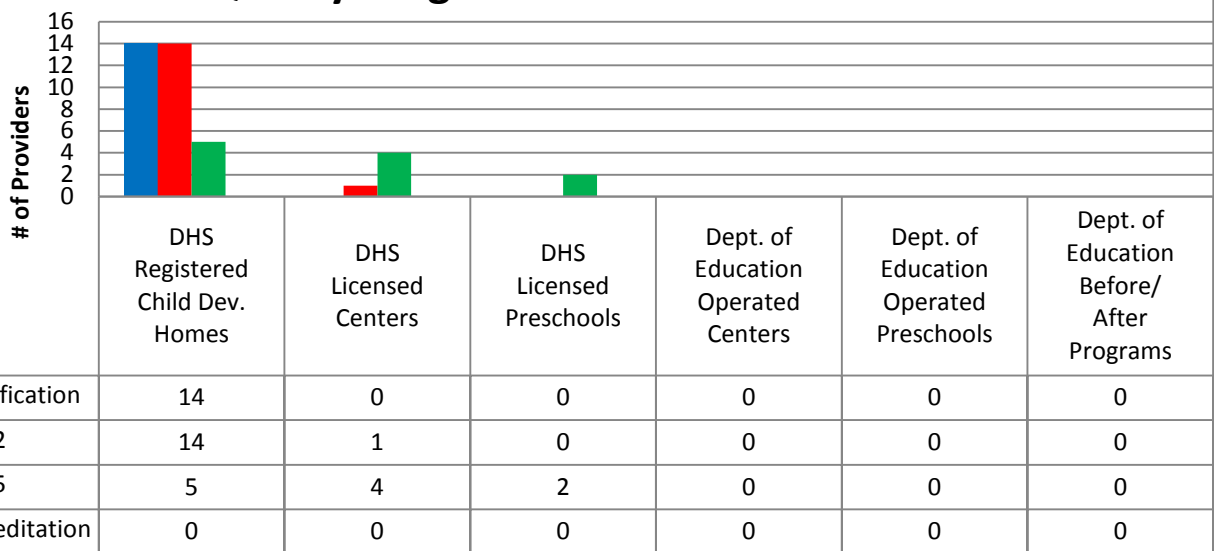 16
14
12
10
8
6
4
2
0
# of Providers
DHS
Registered
Child Dev.
Homes
DHS
Licensed
Centers
DHS
Licensed
Preschools
Dept. of
Education
Operated
Centers
Dept. of
Education
Operated
Preschools
Dept. of
Education
Before/
After
Programs
fication 14 0 0 0 0 0
2 14 1 0 0 0 0
5 4 2 0 0 0
editation 0 0 0 0 0 0